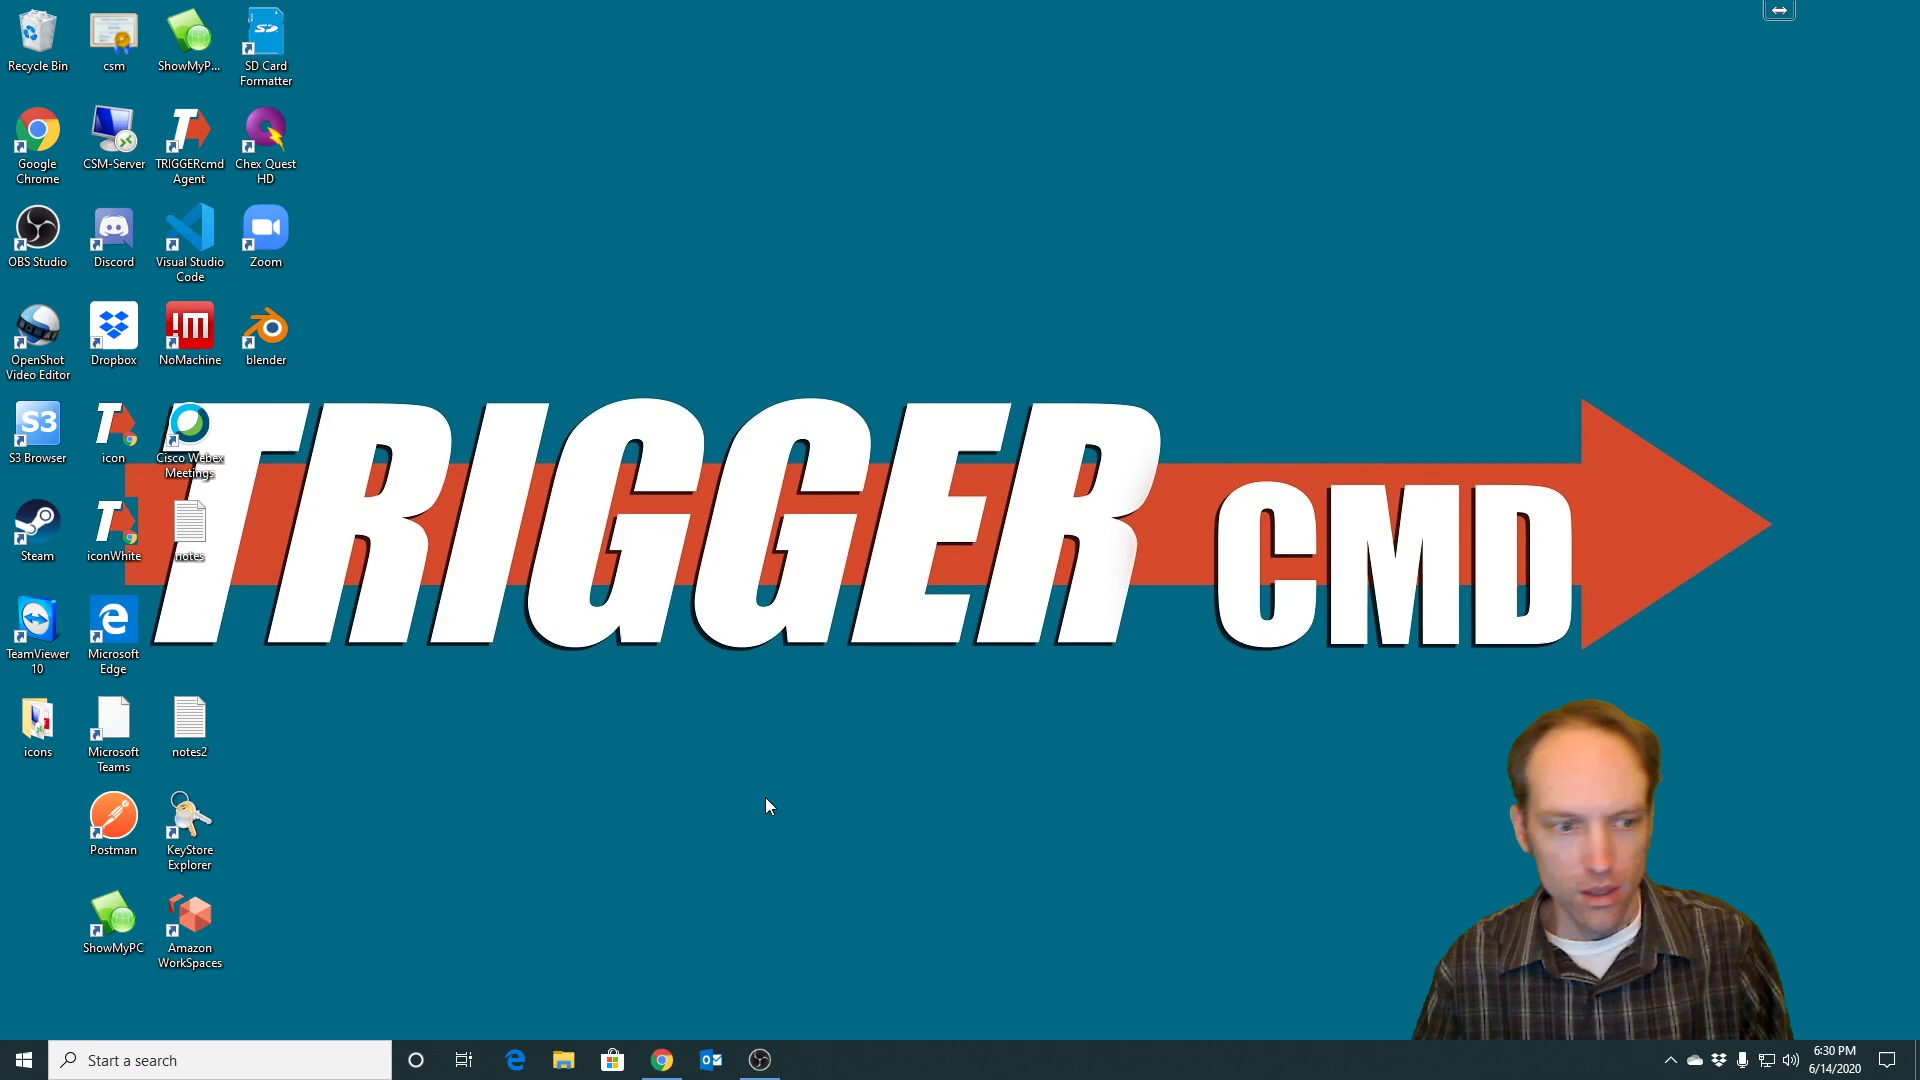 Recycle Bin
csm
ShowMyP...
SD Card
Formatter
Google
Chrome
CSM-Server
TRIGGERcmd
Agent
Chex Quest
HD
OBS Studio
Discord
Visual Studio
Code
Zoom
OpenShot
Video Editor
Dropbox
NoMachine
blender
S3
S3 Browser
icon
Cisco Webex
Meetings
Steam
iconWhite
notes
TRIGGER CMD
TeamViewer
10
Microsoft
Edge
icons
Microsoft
Teams
notes2
Postman
KeyStore
Explorer
ShowMyPC
Amazon
WorkSpaces
Start a search
6:30 PM
6/14/2020